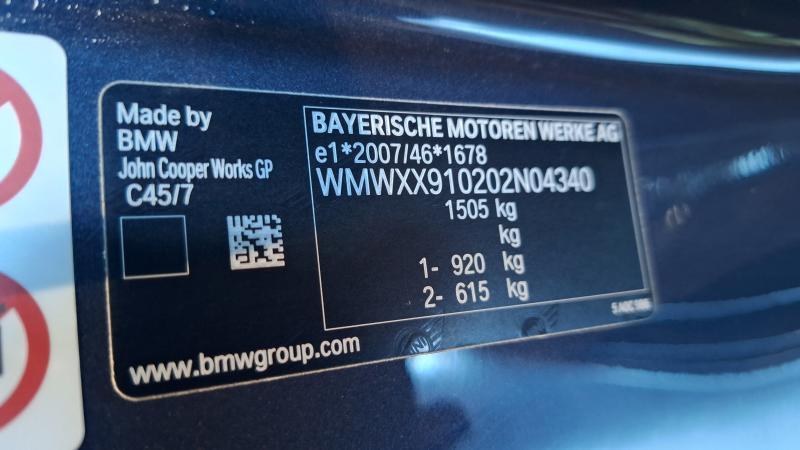 Made by
BMW
John Cooper Works GP
C45/7
BAYERISCHE MOTOREN WERKE AG
e1*2007/46*1678
WMWXX910202N04340
1505 kg
kg
1- 920 kg
2- 615 kg
www.bmwgroup.com